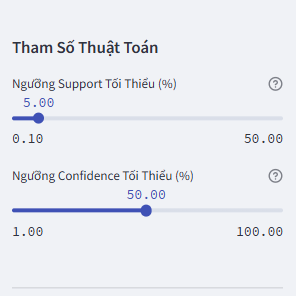 Tham Số Thuật Toán
Ngưỡng Support Tối Thiểu (%)
5.00
0.10 50.00
Ngưỡng Confidence Tối Thiểu (%)
50.00
1.00 100.00